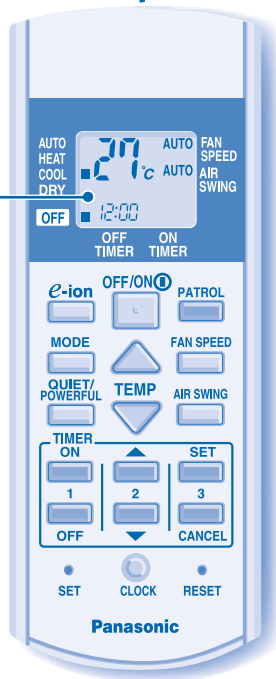 AUTO
HEAT
COOL
DRY
OFF
27°C
AUTO FAN SPEED
AUTO AIR SWING
12:00
OFF TIMER ON TIMER
e-ion OFF/ON PATROL
MODE FAN SPEED
QUIET/POWERFUL TEMP AIR SWING
TIMER
ON SET
1 2 3
OFF CANCEL
SET CLOCK RESET
Panasonic